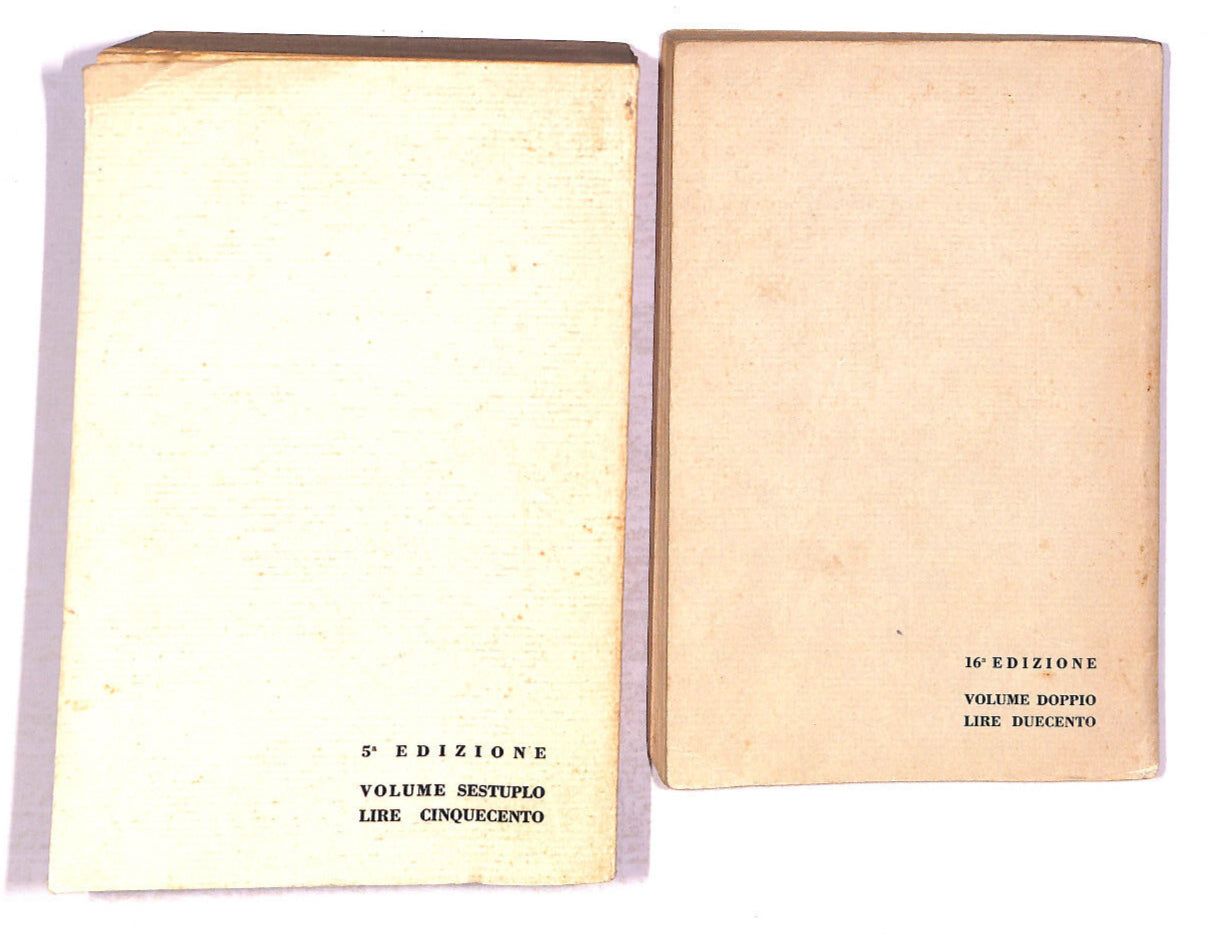 5ª EDIZIONE
VOLUME SESTUPLO
LIRE CINQUECENTO
16ª EDIZIONE
VOLUME DOPPIO
LIRE DUECENTO